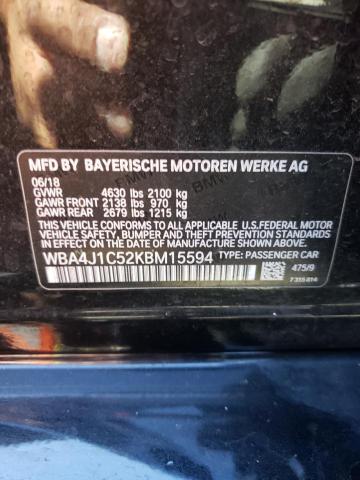 MFD BY BAYERISCHE MOTOREN WERKE AG
06/18
GVWR 4630 lbs 2100 kg
GAWR FRONT 2138 lbs 970 kg
GAWR REAR 2679 lbs 1215 kg
THIS VEHICLE CONFORMS TO ALL APPLICABLE U.S.FEDERAL MOTOR
VEHICLE SAFETY, BUMPER, AND THEFT PREVENTION STANDARDS
IN EFFECT ON THE DATE OF MANUFACTURE SHOWN ABOVE.
WBA4J1C52KBM15594 TYPE: PASSENGER CAR
475/9
7 355 814